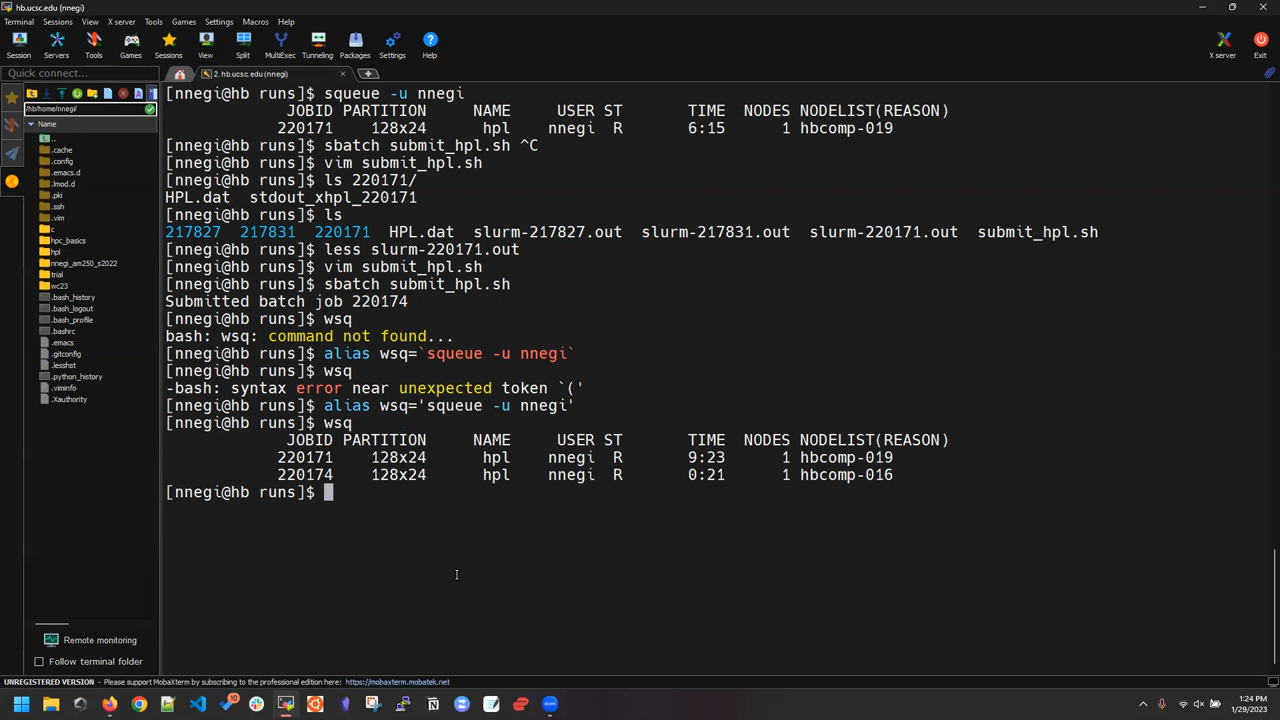 hb.ucsc.edu (nnegi)
Terminal Sessions View X server Tools Games Settings Macros Help
Session Servers Tools Games Sessions View Split MultiExec Tunneling Packages Settings Help X server Exit
Quick connect...
2. hb.ucsc.edu (nnegi)
/hb/home/nnegi/
Name
..
.cache
.config
.emacs.d
.lmod.d
.pki
.ssh
.vim
c
hpc_basics
hpl
nnegi_am250_s2022
trial
wc23
.bash_history
.bash_logout
.bash_profile
.bashrc
.emacs
.gitconfig
.lesshst
.python_history
.viminfo
.Xauthority
Remote monitoring
Follow terminal folder
[nnegi@hb runs]$ squeue -u nnegi
JOBID PARTITION NAME USER ST TIME NODES NODELIST(REASON)
220171 128x24 hpl nnegi R 6:15 1 hbcomp-019
[nnegi@hb runs]$ sbatch submit_hpl.sh ^C
[nnegi@hb runs]$ vim submit_hpl.sh
[nnegi@hb runs]$ ls 220171/
HPL.dat stdout_xhpl_220171
[nnegi@hb runs]$ ls
217827 217831 220171 HPL.dat slurm-217827.out slurm-217831.out slurm-220171.out submit_hpl.sh
[nnegi@hb runs]$ less slurm-220171.out
[nnegi@hb runs]$ vim submit_hpl.sh
[nnegi@hb runs]$ sbatch submit_hpl.sh
Submitted batch job 220174
[nnegi@hb runs]$ wsq
bash: wsq: command not found...
[nnegi@hb runs]$ alias wsq=`squeue -u nnegi`
[nnegi@hb runs]$ wsq
-bash: syntax error near unexpected token `('
[nnegi@hb runs]$ alias wsq='squeue -u nnegi'
[nnegi@hb runs]$ wsq
JOBID PARTITION NAME USER ST TIME NODES NODELIST(REASON)
220171 128x24 hpl nnegi R 9:23 1 hbcomp-019
220174 128x24 hpl nnegi R 0:21 1 hbcomp-016
[nnegi@hb runs]$
UNREGISTERED VERSION - Please support MobaXterm by subscribing to the professional edition here: https://mobaxterm.mobatek.net
10
1:24 PM
1/29/2023